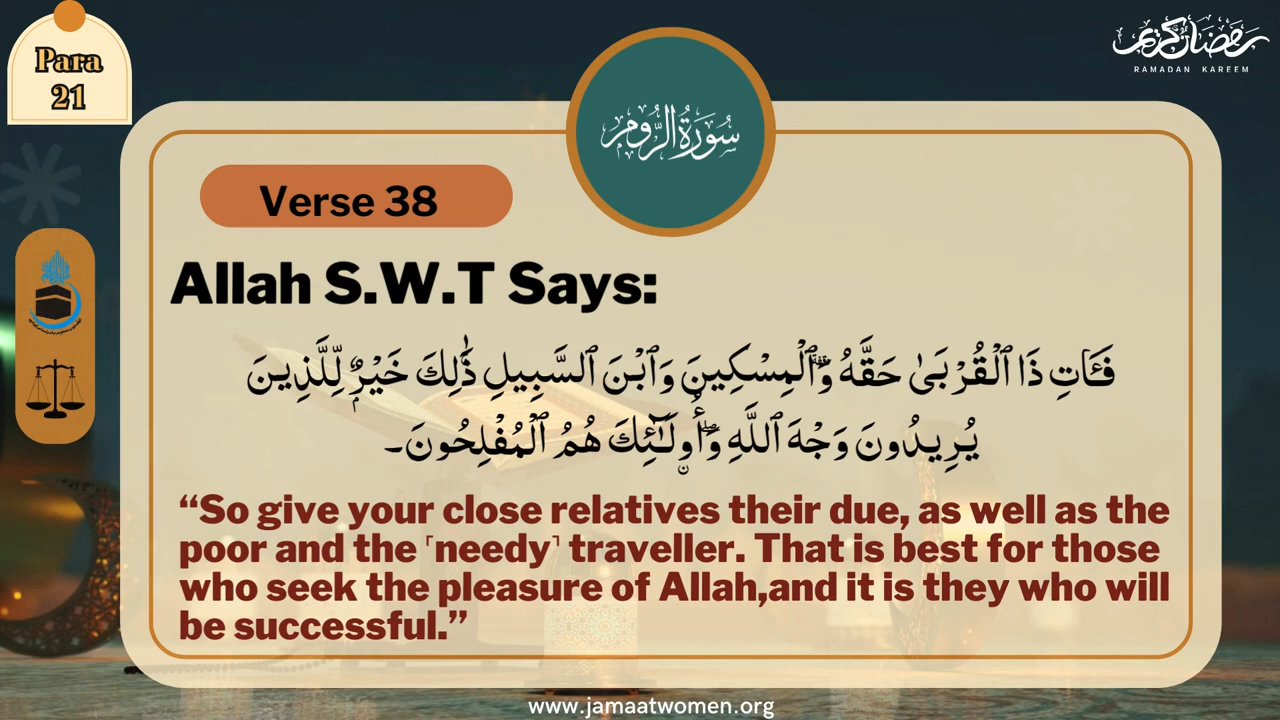 Para
21
رمضان كريم
RAMADAN KAREEM
سُورَةُ الرُّوم
Verse 38
Allah S.W.T Says:
فَـَٔاتِ ذَا ٱلْقُرْبَىٰ حَقَّهُۥ وَٱلْمِسْكِينَ وَٱبْنَ ٱلسَّبِيلِ ذَٰلِكَ خَيْرٌ لِّلَّذِينَ
يُرِيدُونَ وَجْهَ ٱللَّهِ وَأُو۟لَـٰٓئِكَ هُمُ ٱلْمُفْلِحُونَ۔
“So give your close relatives their due, as well as the
poor and the ˹needy˺ traveller. That is best for those
who seek the pleasure of Allah,and it is they who will
be successful.”
www.jamaatwomen.org